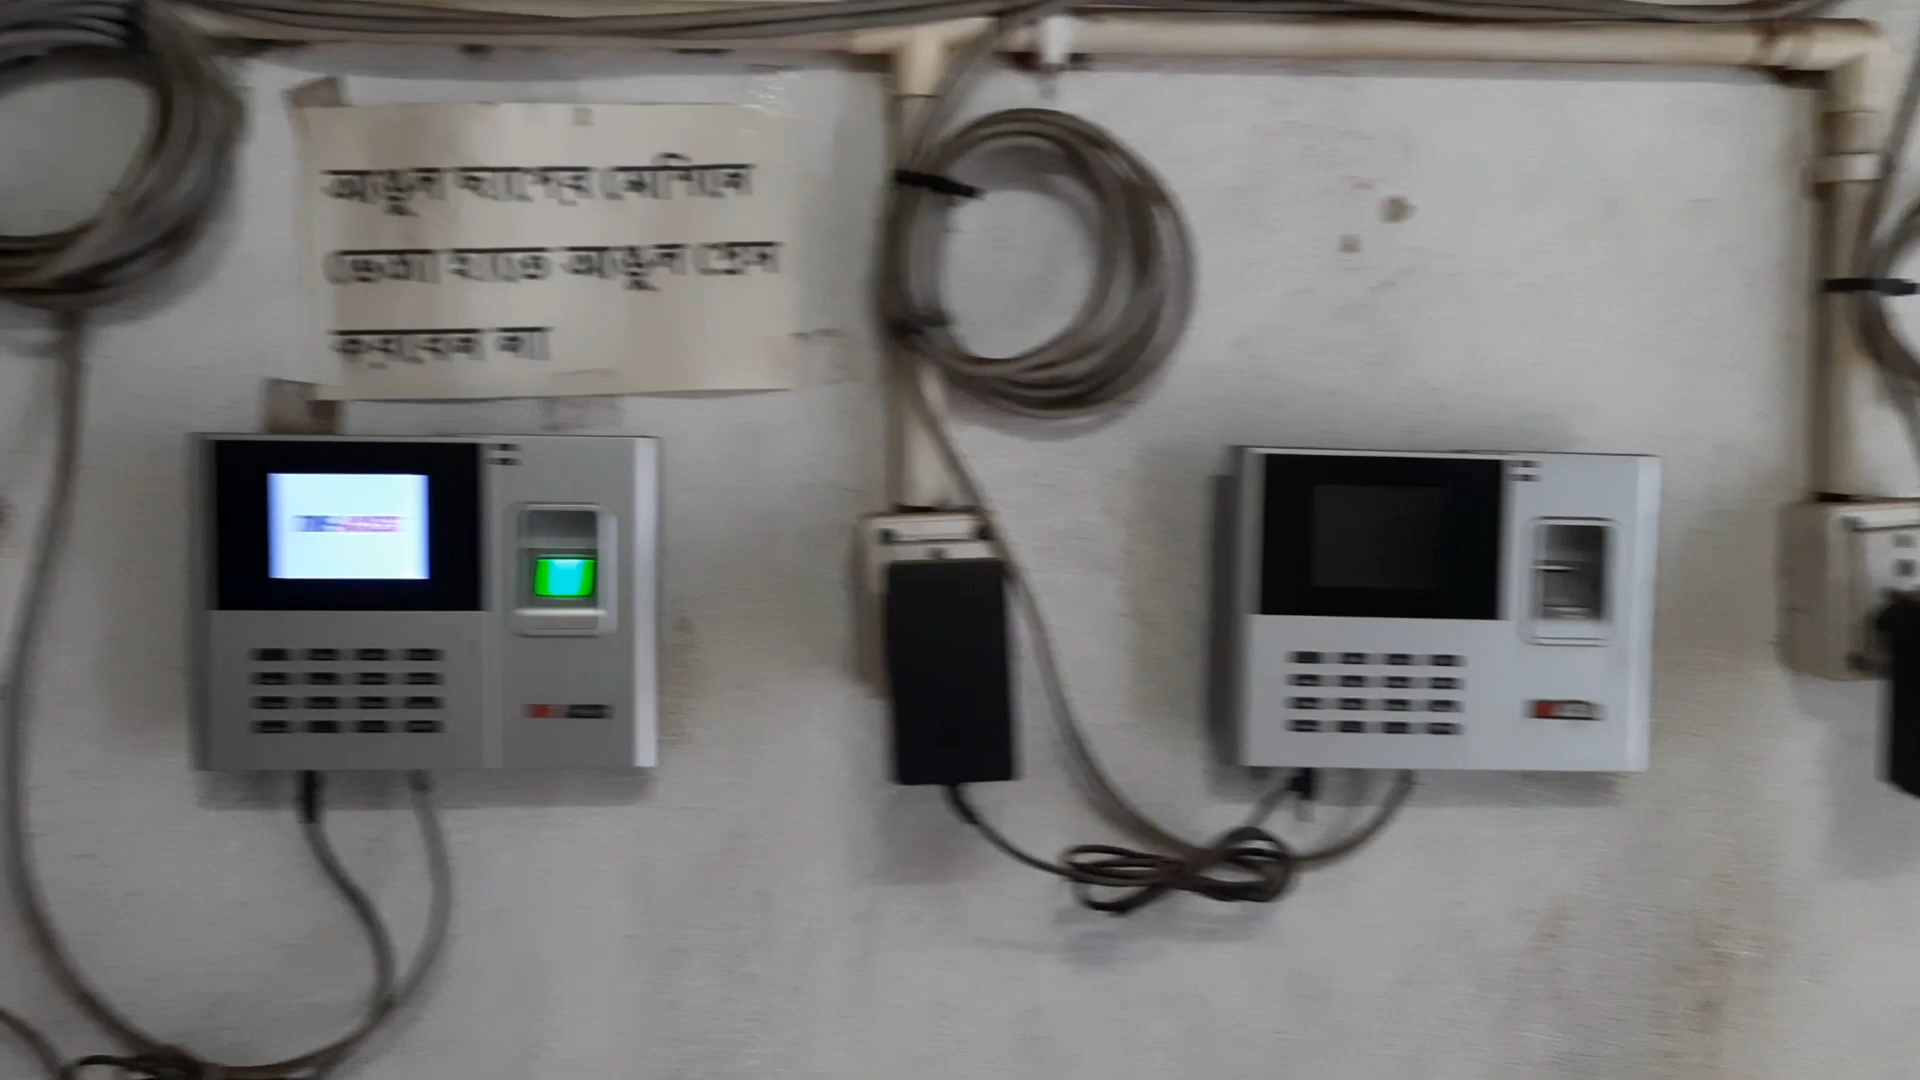 আঙুল ছাপের মেশিনে
ভেজা হাতে আঙুল প্রেস
করবেন না